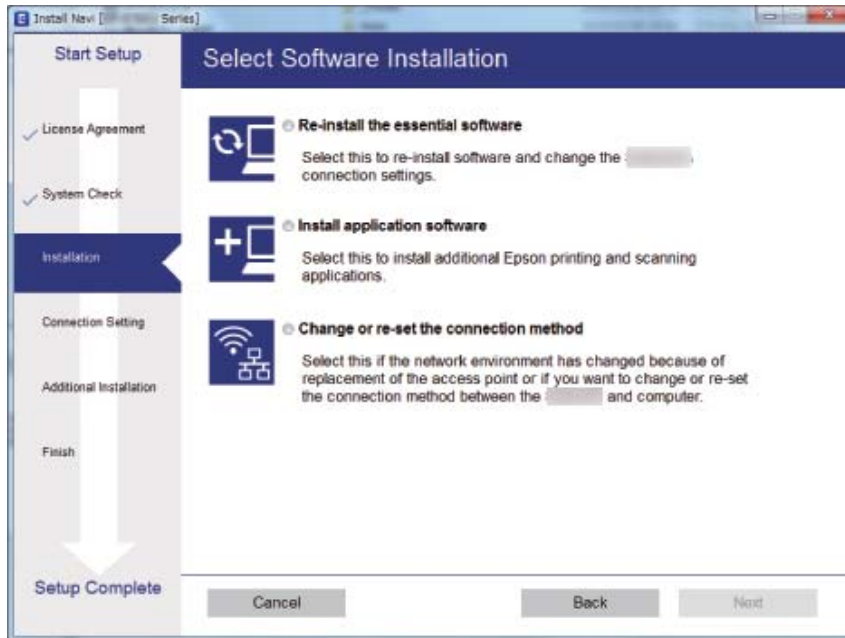 Install Navi [ Series]
Start Setup
Select Software Installation
License Agreement
System Check
Installation
Connection Setting
Additional Installation
Finish
Setup Complete
Re-install the essential software
Select this to re-install software and change the
connection settings.
Install application software
Select this to install additional Epson printing and scanning
applications.
Change or re-set the connection method
Select this if the network environment has changed because of
replacement of the access point or if you want to change or re-set
the connection method between the and computer.
Cancel
Back
Next